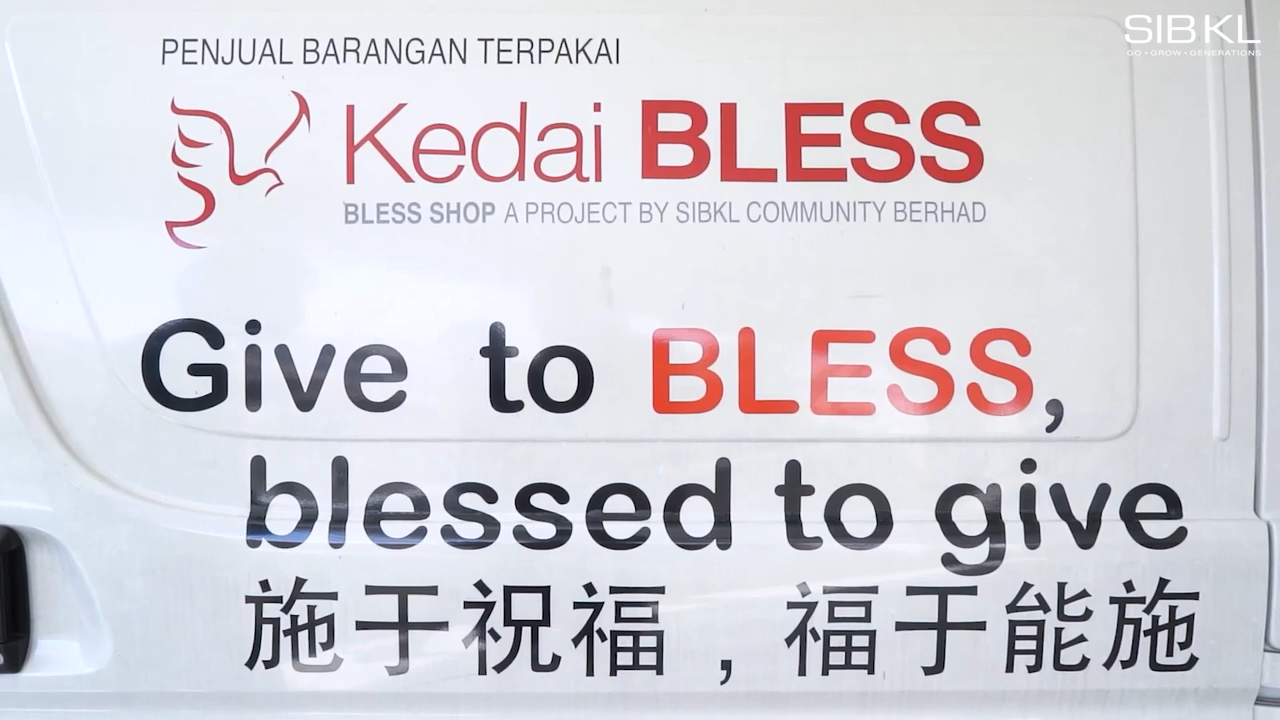 SIBKL
GO • GROW • GENERATIONS
PENJUAL BARANGAN TERPAKAI
Kedai BLESS
BLESS SHOP A PROJECT BY SIBKL COMMUNITY BERHAD
Give to BLESS,
blessed to give
施于祝福，福于能施